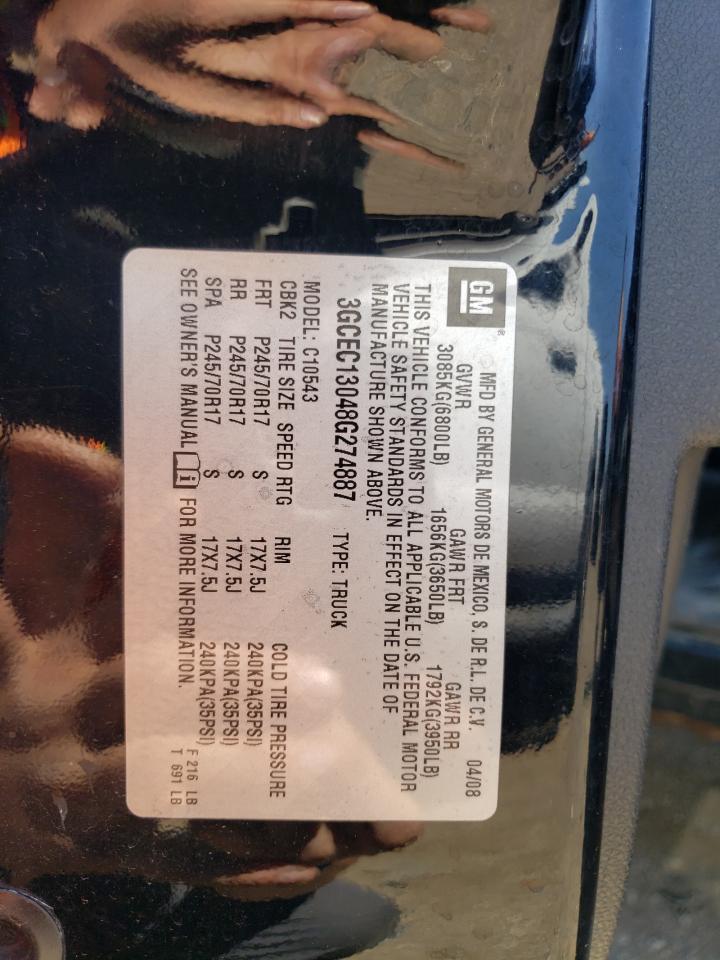 GM ®
MFD BY GENERAL MOTORS DE MEXICO, S. DE R.L. DE C.V. 04/08
GVWR GAWR FRT GAWR RR
3085KG(6800LB) 1656KG(3650LB) 1792KG(3950LB)
THIS VEHICLE CONFORMS TO ALL APPLICABLE U.S. FEDERAL MOTOR
VEHICLE SAFETY STANDARDS IN EFFECT ON THE DATE OF
MANUFACTURE SHOWN ABOVE.
3GCEC13048G274887 TYPE: TRUCK
MODEL: C10543
CBK2 TIRE SIZE SPEED RTG RIM COLD TIRE PRESSURE
FRT P245/70R17 S 17X7.5J 240KPA(35PSI)
RR P245/70R17 S 17X7.5J 240KPA(35PSI)
SPA P245/70R17 S 17X7.5J 240KPA(35PSI)
SEE OWNER'S MANUAL i FOR MORE INFORMATION. F 216 LB
T 691 LB